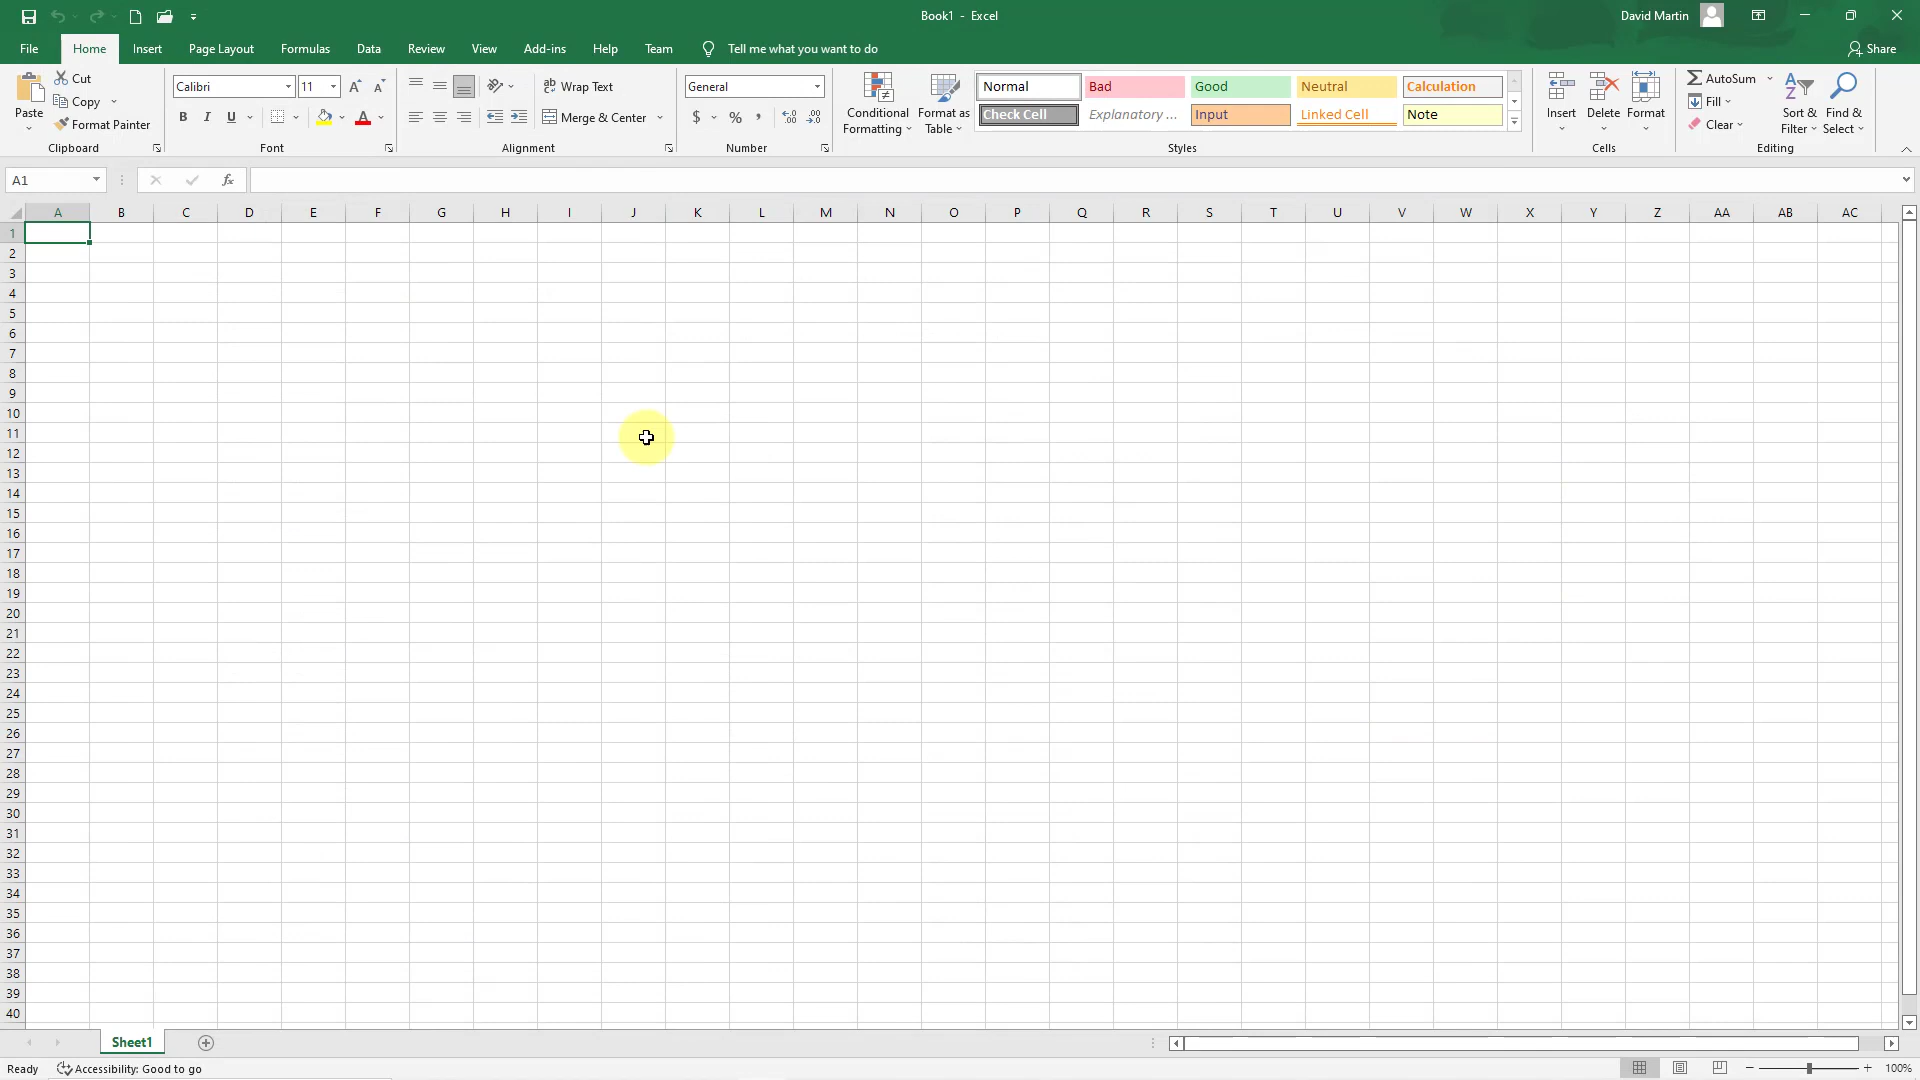 Book1 - Excel
David Martin
File Home Insert Page Layout Formulas Data Review View Add-ins Help Team Tell me what you want to do Share
Paste
Cut
Copy
Format Painter
Clipboard
Calibri 11
B I U A
Font
Wrap Text
Merge & Center
Alignment
General
$ % ,
Number
Conditional Formatting
Format as Table
Normal Bad Good Neutral Calculation
Check Cell Explanatory ... Input Linked Cell Note
Styles
Insert Delete Format
Cells
AutoSum
Fill
Clear
Sort & Filter
Find & Select
Editing
A1 fx
A B C D E F G H I J K L M N O P Q R S T U V W X Y Z AA AB AC
1
2
3
4
5
6
7
8
9
10
11
12
13
14
15
16
17
18
19
20
21
22
23
24
25
26
27
28
29
30
31
32
33
34
35
36
37
38
39
40
Sheet1
Ready Accessibility: Good to go 100%